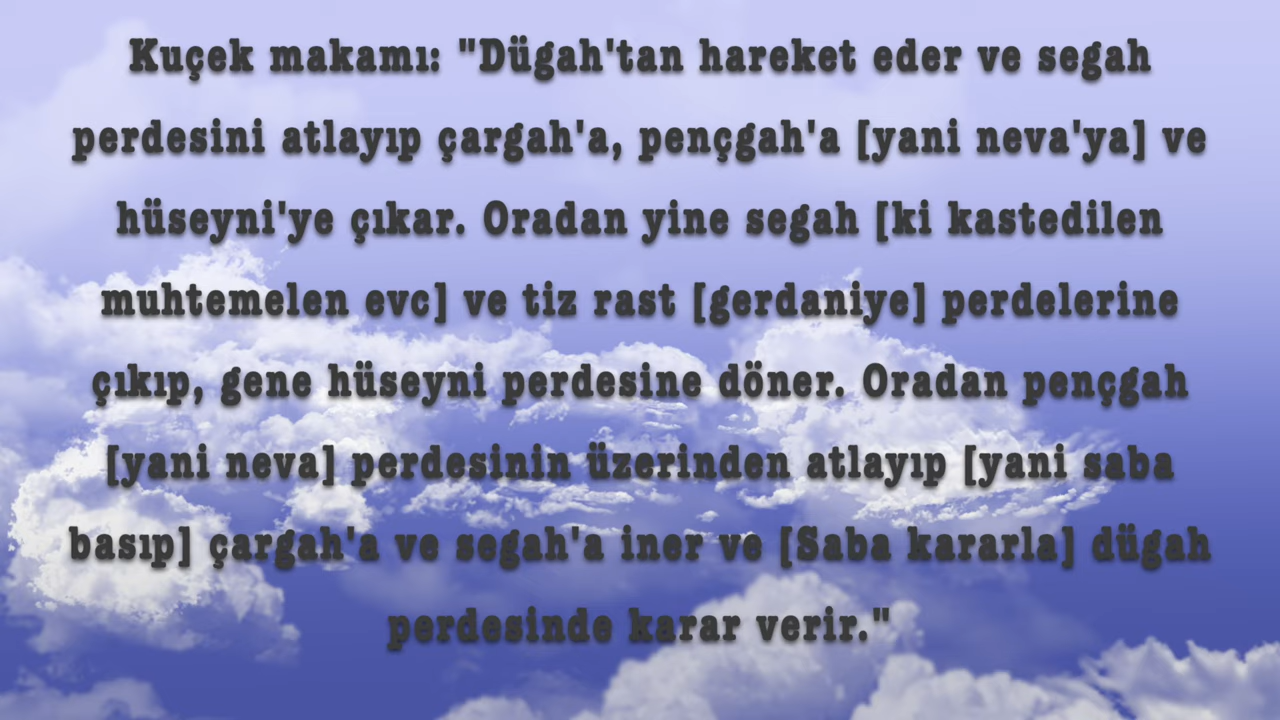 Kuçek makamı: "Dügah'tan hareket eder ve segah
perdesini atlayıp çargah'a, pençgah'a [yani neva'ya] ve
hüseyni'ye çıkar. Oradan yine segah [ki kastedilen
muhtemelen evc] ve tiz rast [gerdaniye] perdelerine
çıkıp, gene hüseyni perdesine döner. Oradan pençgah
[yani neva] perdesinin üzerinden atlayıp [yani saba
basıp] çargah'a ve segah'a iner ve [Saba kararla] dügah
perdesinde karar verir."